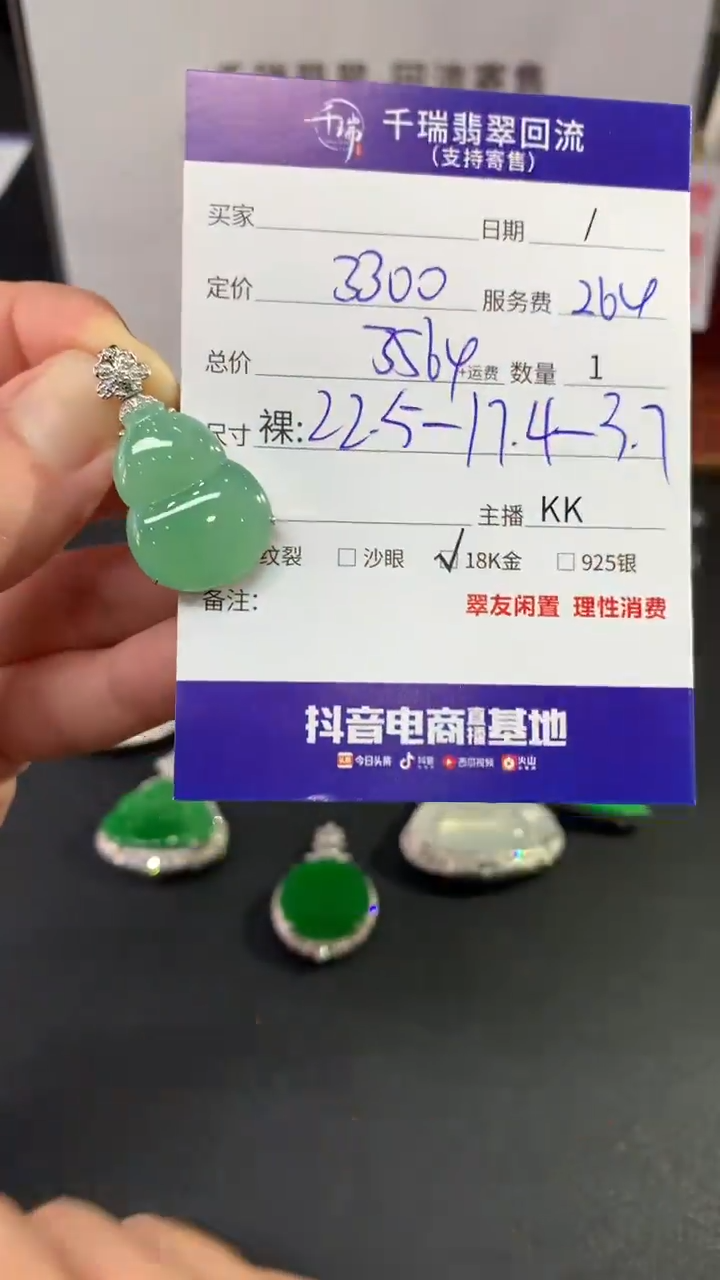 千瑞翡翠回流
(支持寄售)
买家 日期 /
定价 3300 服务费 264
总价 3564 +运费 数量 1
尺寸 裸:22.5-17.4-3.7
主播 KK
纹裂 沙眼 18K金 925银
备注: 翠友闲置 理性消费
抖音电商直播基地
今日头条 抖音 西瓜视频 火山